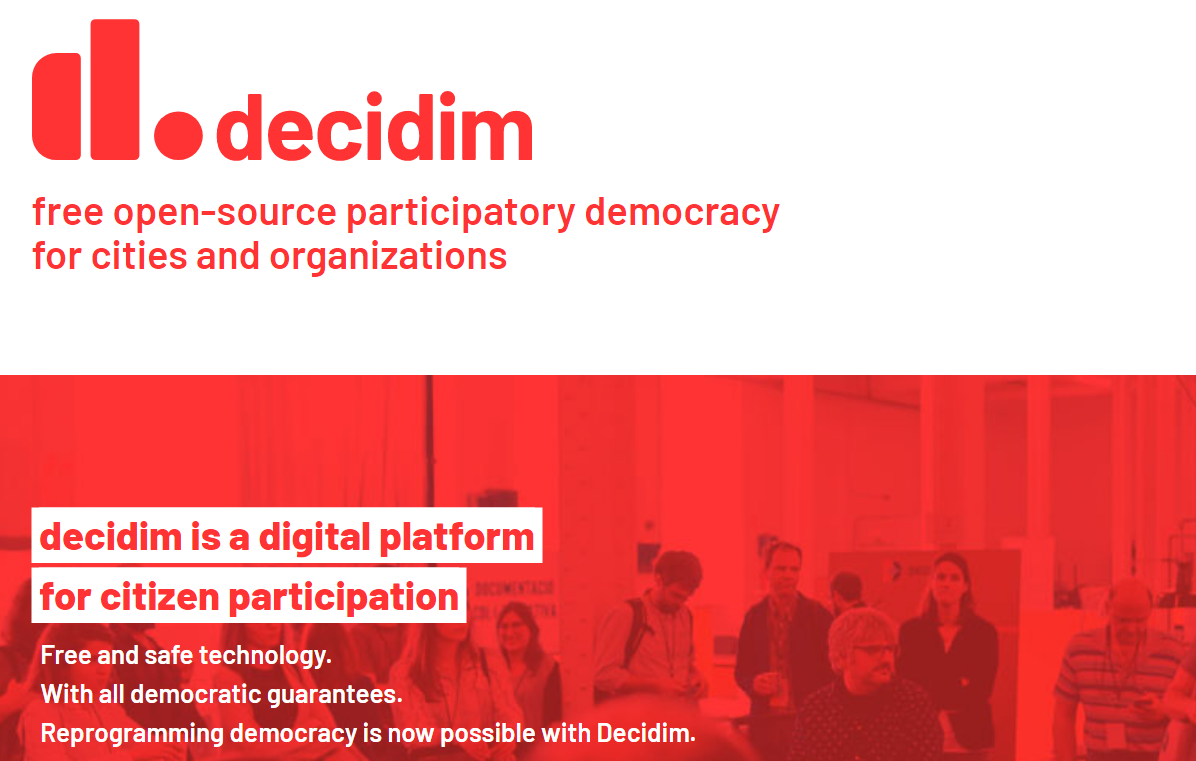 decidim
free open-source participatory democracy
for cities and organizations
decidim is a digital platform
for citizen participation
DOCUMENTACIÓ
Free and safe technology.
With all democratic guarantees.
Reprogramming democracy is now possible with Decidim.